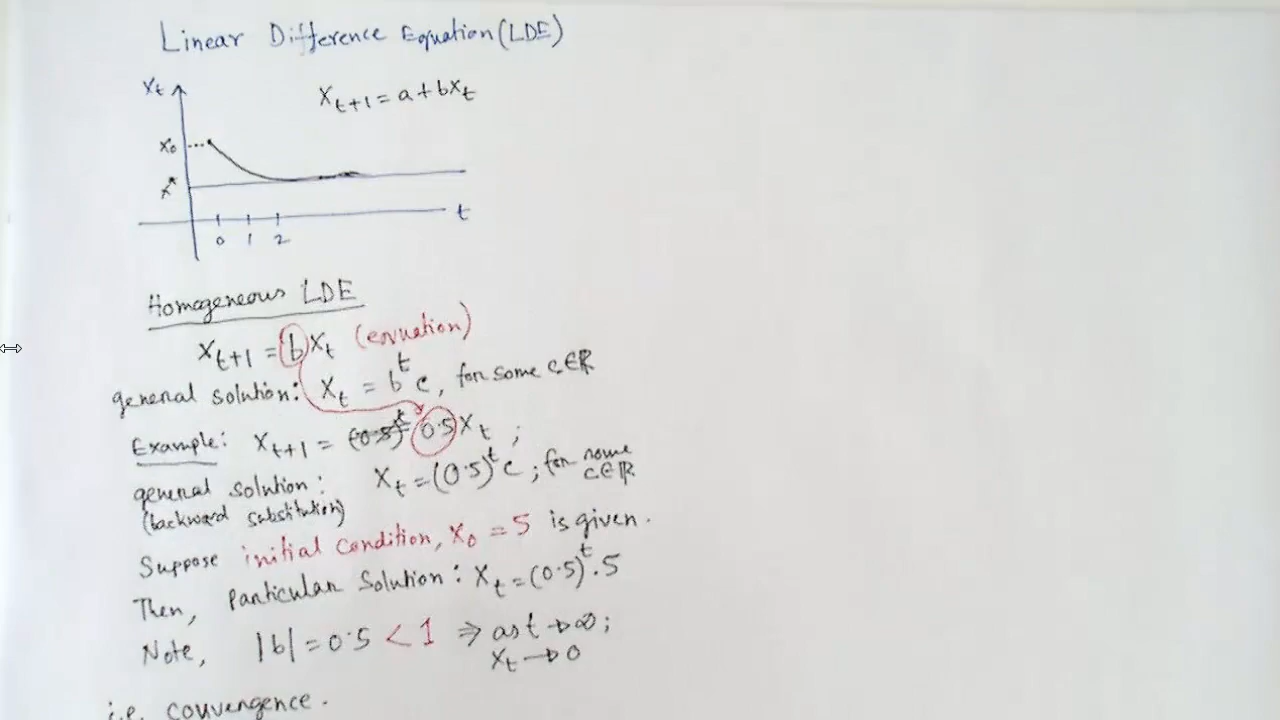 Linear Difference Equation (LDE)
Xt
Xt+1 = a + bXt
X0
X*
t
0 1 2
Homogeneous LDE
Xt+1 = bXt (equation)
general solution: Xt = b^t c, for some c∈ℝ
Example: Xt+1 = (0.5)^t 0.5Xt ;
general solution: Xt = (0.5)^t c ; for some c∈ℝ
(backward substitution)
Suppose initial condition, X0 = 5 is given.
Then, particular Solution: Xt = (0.5)^t . 5
Note, |b| = 0.5 < 1 ⇒ as t → ∞;
Xt → 0
i.e. convergence.